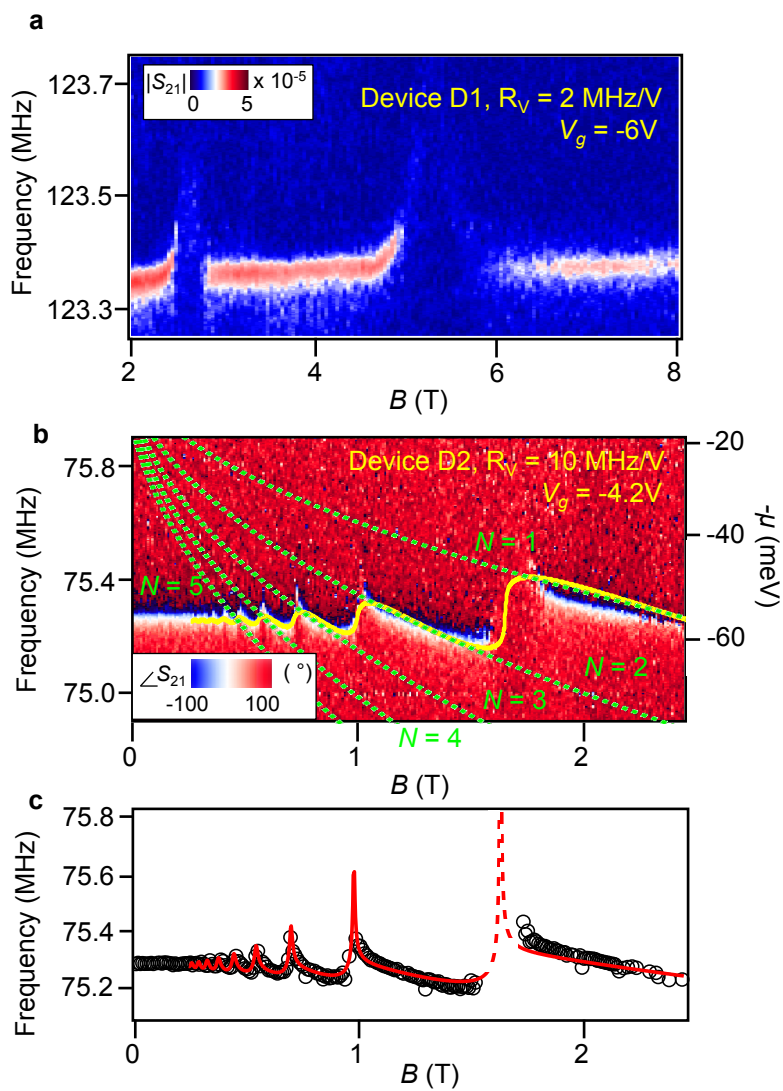 a
|S21| x 10-5
0 5
Device D1, RV = 2 MHz/V
Vg = -6V
Frequency (MHz)
123.7
123.5
123.3
2 4 6 8
B (T)
b
Device D2, RV = 10 MHz/V
Vg = -4.2V
Frequency (MHz)
75.8
75.4
75.0
-20
-40
-60
-μ (meV)
N = 1
N = 5
N = 2
N = 3
N = 4
∠S21 ( °)
-100 100
0 1 2
B (T)
c
Frequency (MHz)
75.8
75.6
75.4
75.2
0 1 2
B (T)